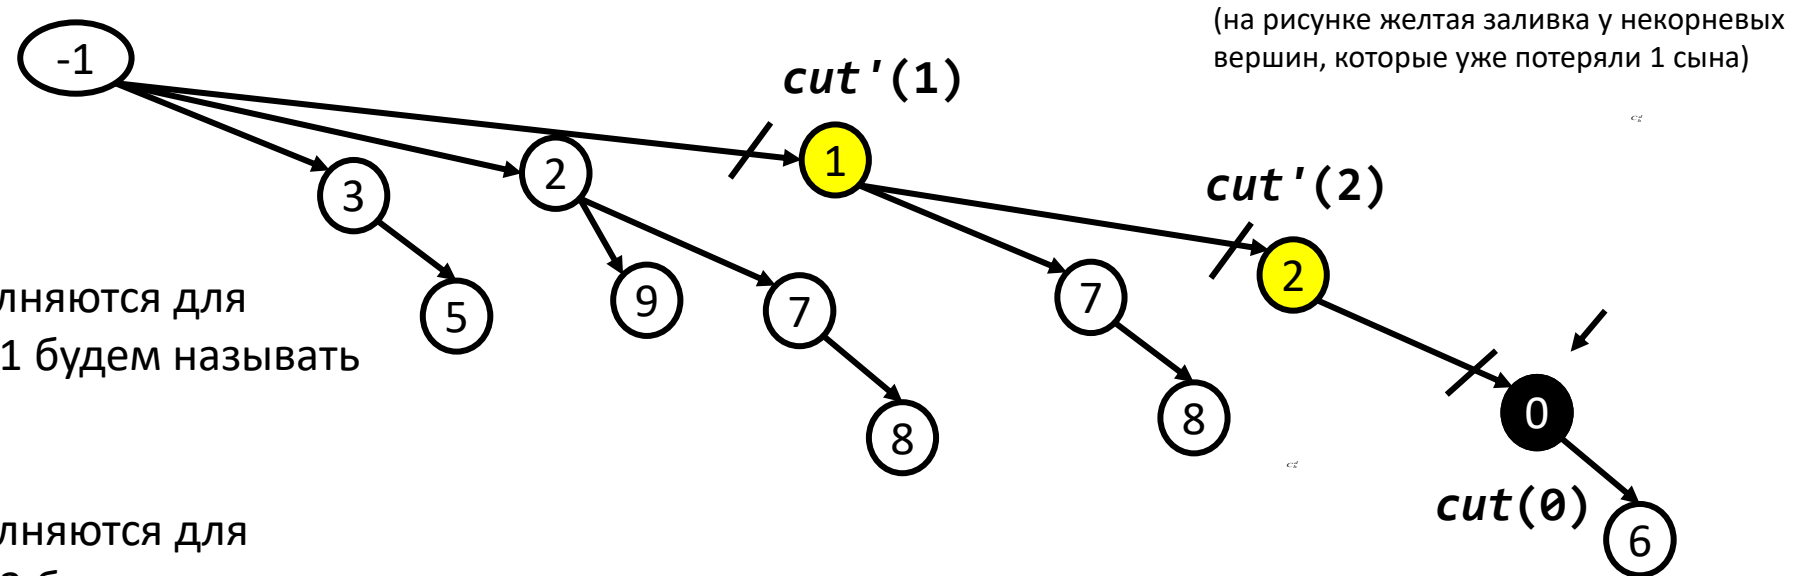 (на рисунке желтая заливка у некорневых
вершин, которые уже потеряли 1 сына)
-1
cut'(1)
1
3
2
cut'(2)
2
5
9
7
7
лняются для
1 будем называть
8
8
0
cut(0)
6
лняются для